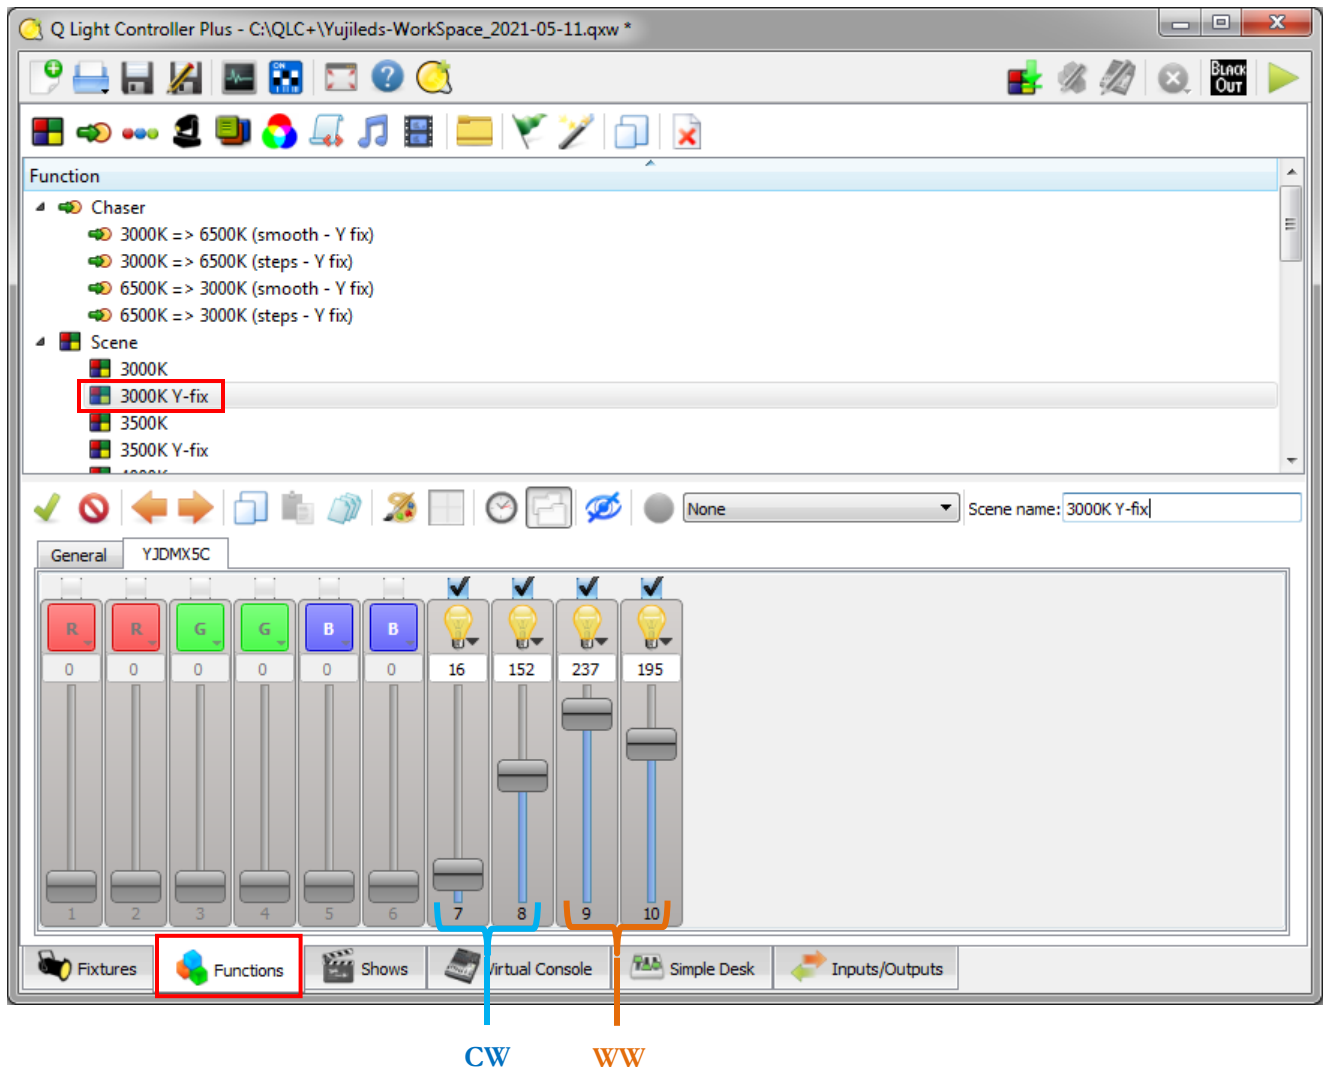 Q Light Controller Plus - C:\QLC+\Yujileds-WorkSpace_2021-05-11.qxw *
ON
BLACK
OUT
Function
Chaser
3000K => 6500K (smooth - Y fix)
3000K => 6500K (steps - Y fix)
6500K => 3000K (smooth - Y fix)
6500K => 3000K (steps - Y fix)
Scene
3000K
3000K Y-fix
3500K
3500K Y-fix
None Scene name: 3000K Y-fix
General YJDMX5C
R R G G B B
0 0 0 0 0 0 16 152 237 195
1 2 3 4 5 6 7 8 9 10
Fixtures Functions Shows Virtual Console Simple Desk Inputs/Outputs
CW WW